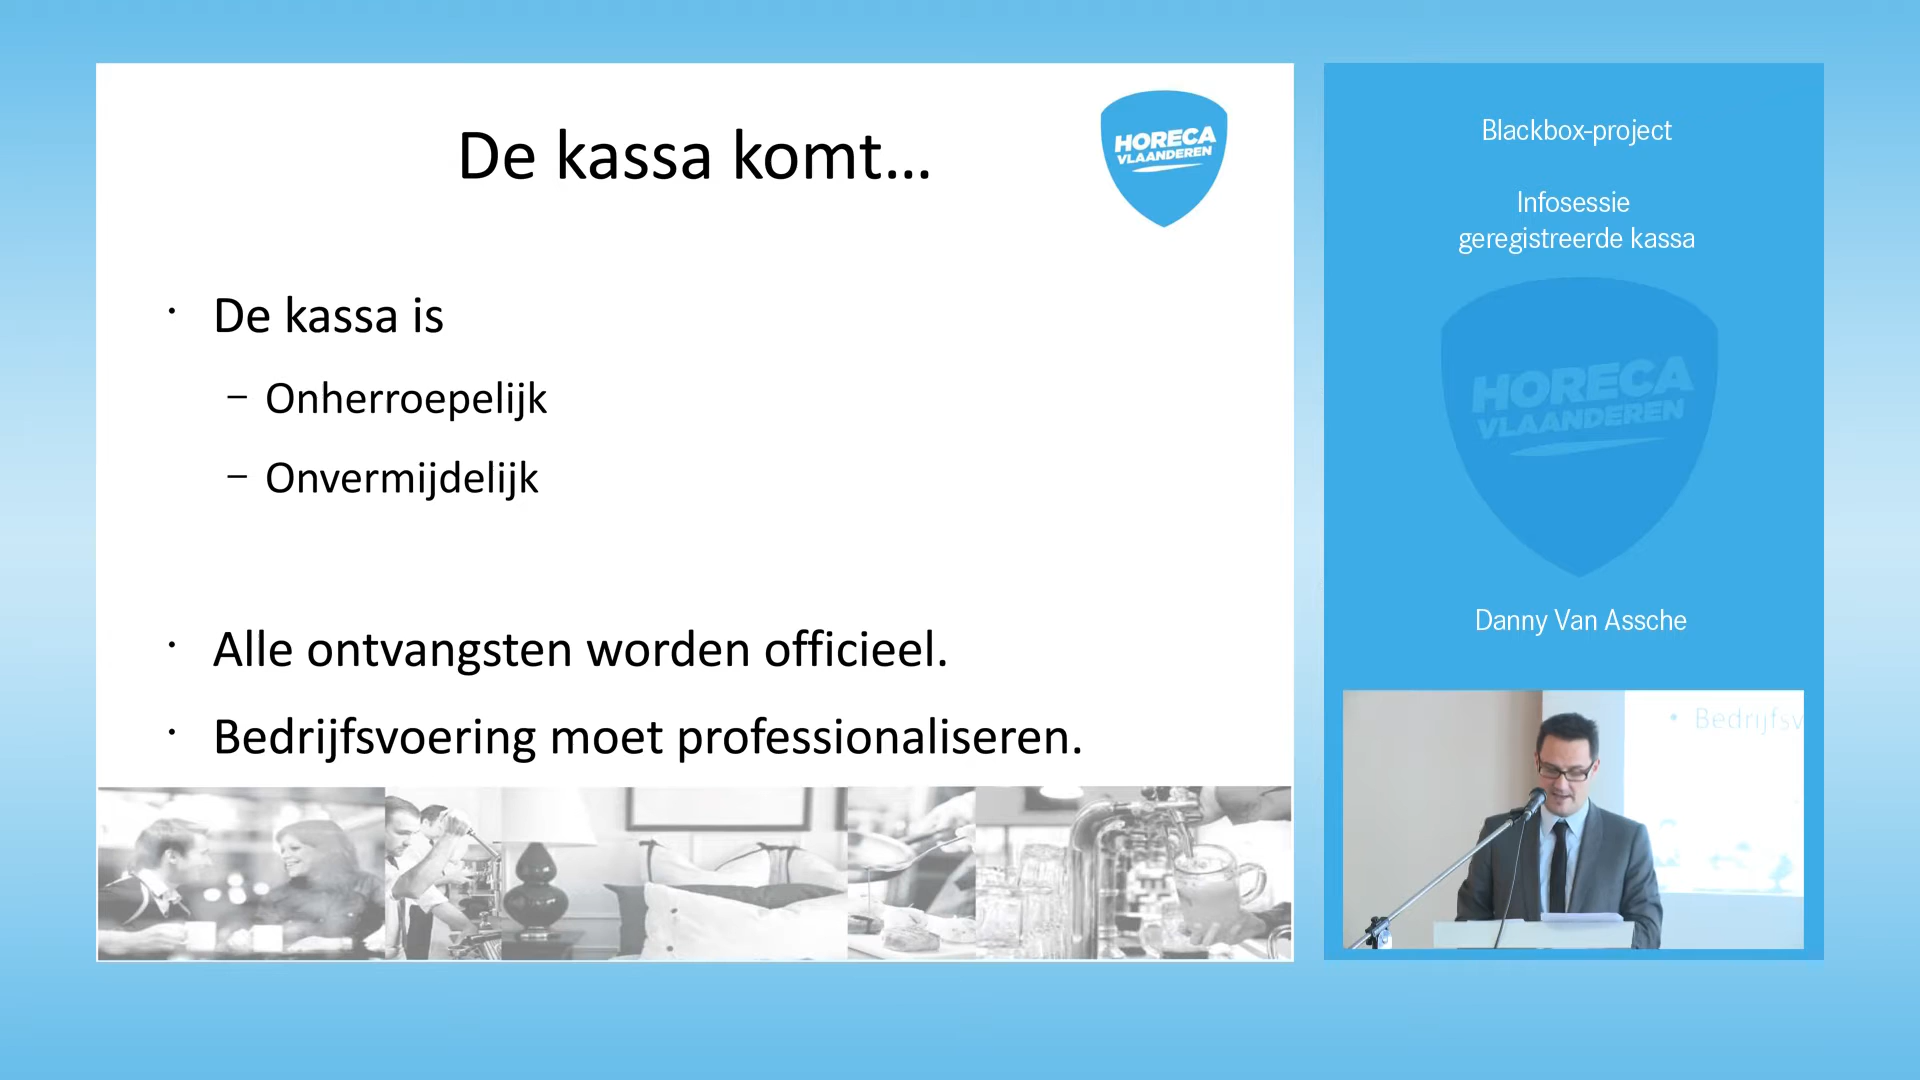 De kassa komt...
HORECA
VLAANDEREN
• De kassa is
– Onherroepelijk
– Onvermijdelijk
• Alle ontvangsten worden officieel.
• Bedrijfsvoering moet professionaliseren.
Blackbox-project
Infosessie
geregistreerde kassa
HORECA
VLAANDEREN
Danny Van Assche
• Bedrijfsv